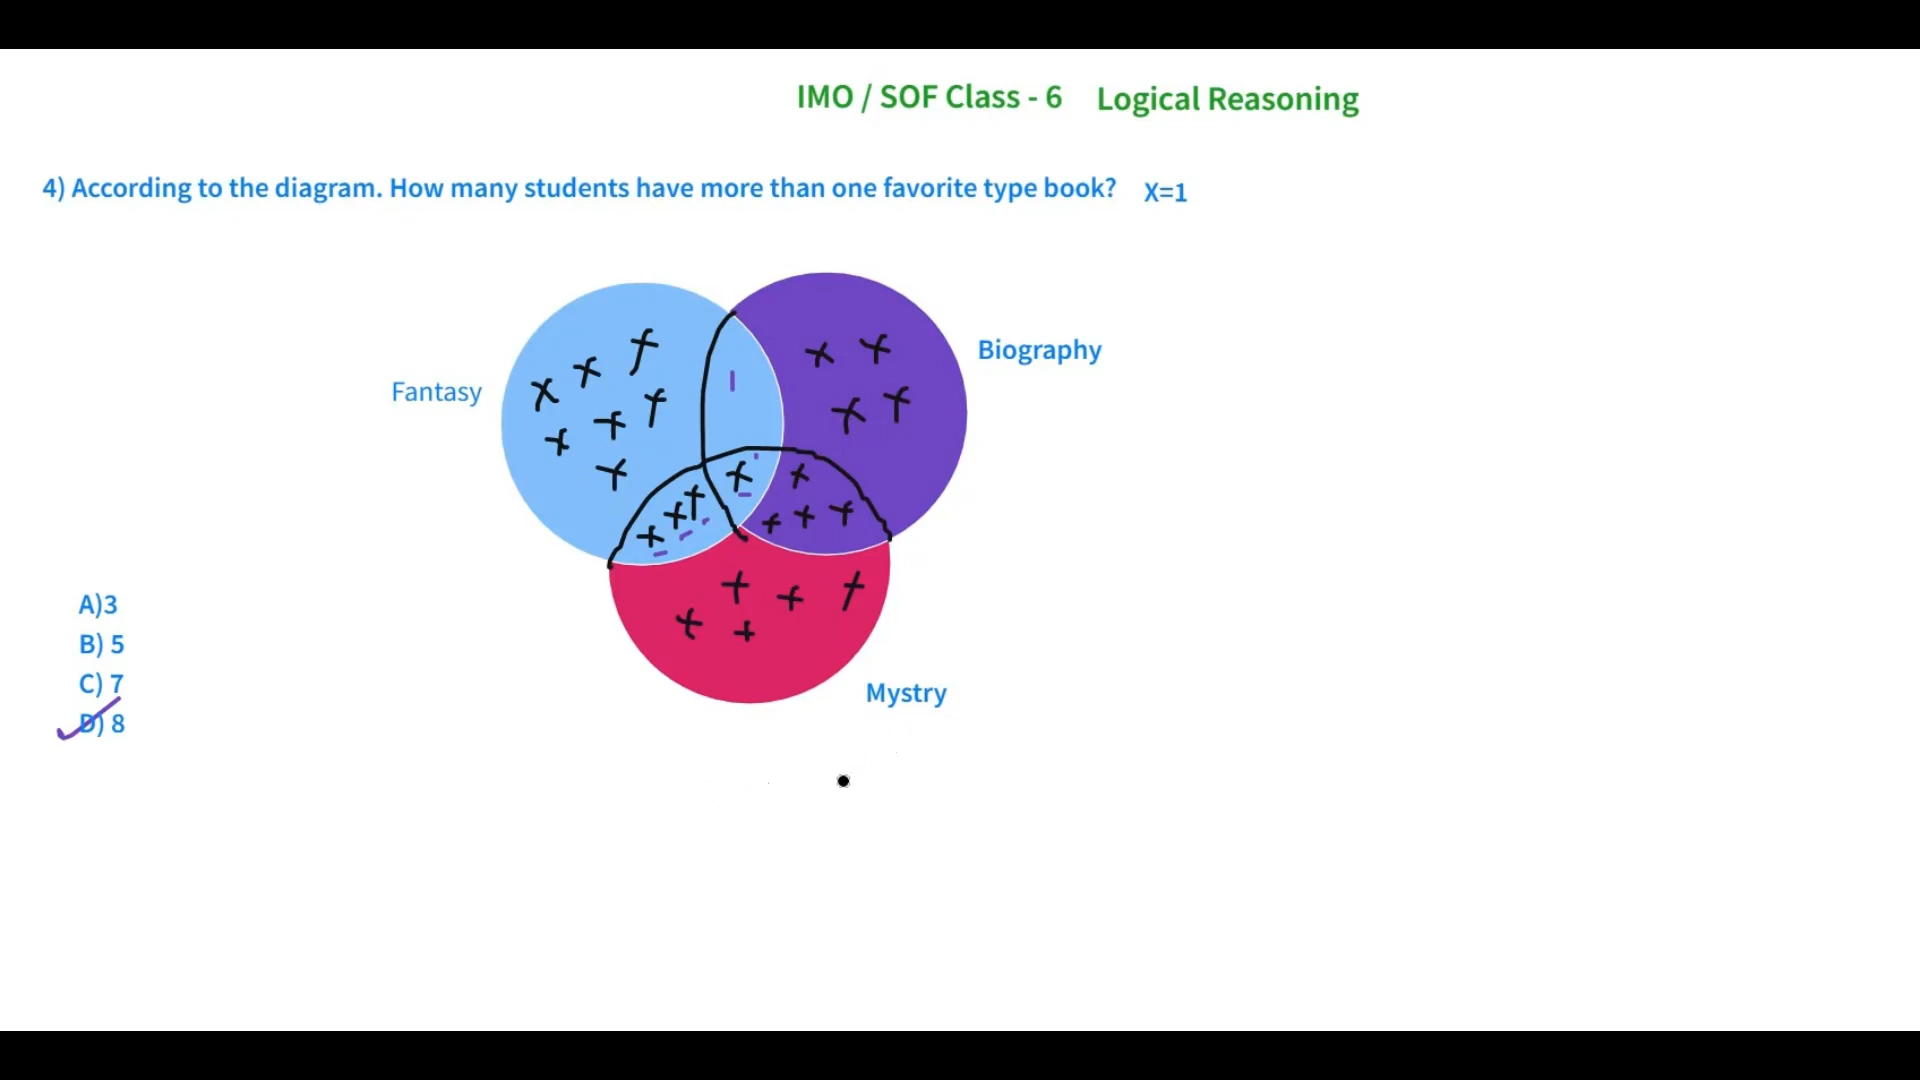 IMO / SOF Class - 6 Logical Reasoning
4) According to the diagram. How many students have more than one favorite type book? X=1
Biography
Fantasy
A)3
B) 5
C) 7
Mystry
D) 8